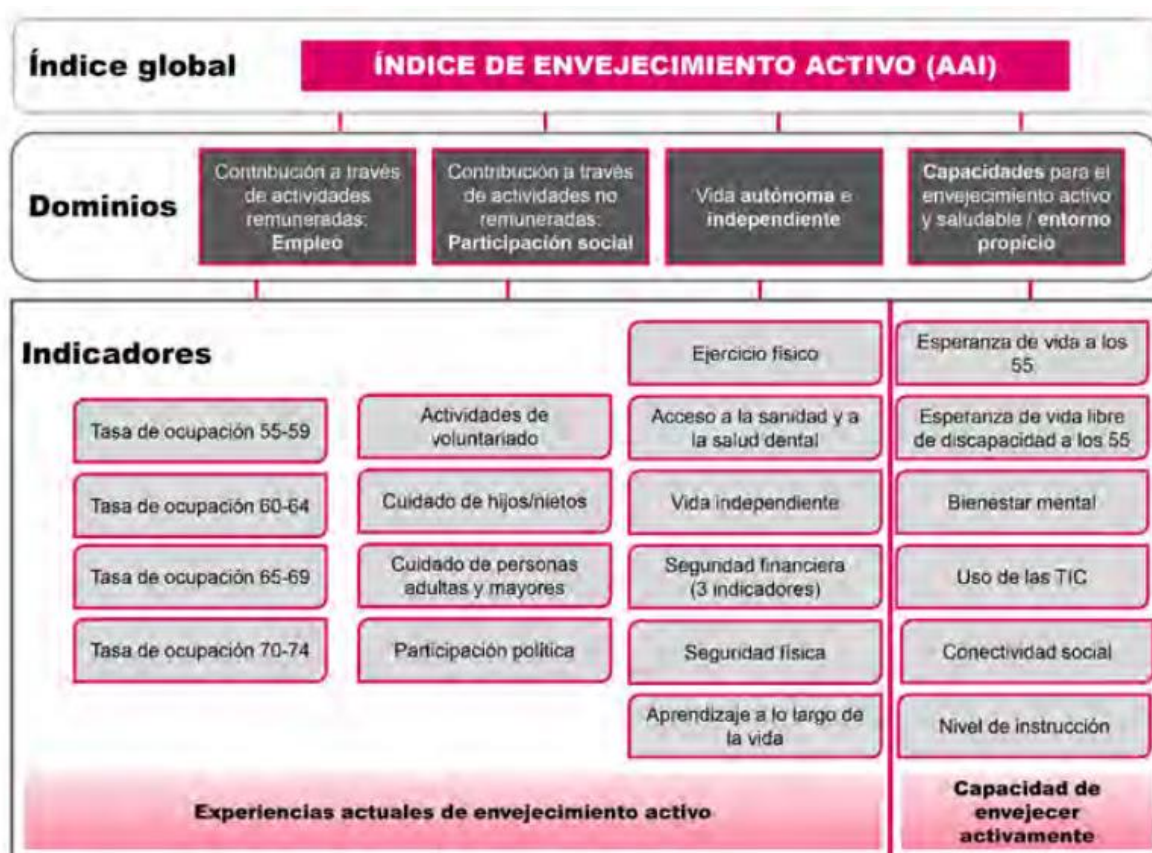 Índice global
ÍNDICE DE ENVEJECIMIENTO ACTIVO (AAI)
Dominios
Contribución a través
de actividades
remuneradas:
Empleo
Contribución a través
de actividades no
remuneradas:
Participación social
Vida autónoma e
independiente
Capacidades para el
envejecimiento activo
y saludable / entorno
propicio
Indicadores
Tasa de ocupación 55-59
Tasa de ocupación 60-64
Tasa de ocupación 65-69
Tasa de ocupación 70-74
Actividades de
voluntariado
Cuidado de hijos/nietos
Cuidado de personas
adultas y mayores
Participación política
Ejercicio físico
Acceso a la sanidad y a
la salud dental
Vida independiente
Seguridad financiera
(3 indicadores)
Seguridad física
Aprendizaje a lo largo de
la vida
Esperanza de vida a los
55
Esperanza de vida libre
de discapacidad a los 55
Bienestar mental
Uso de las TIC
Conectividad social
Nivel de instrucción
Experiencias actuales de envejecimiento activo
Capacidad de
envejecer
activamente